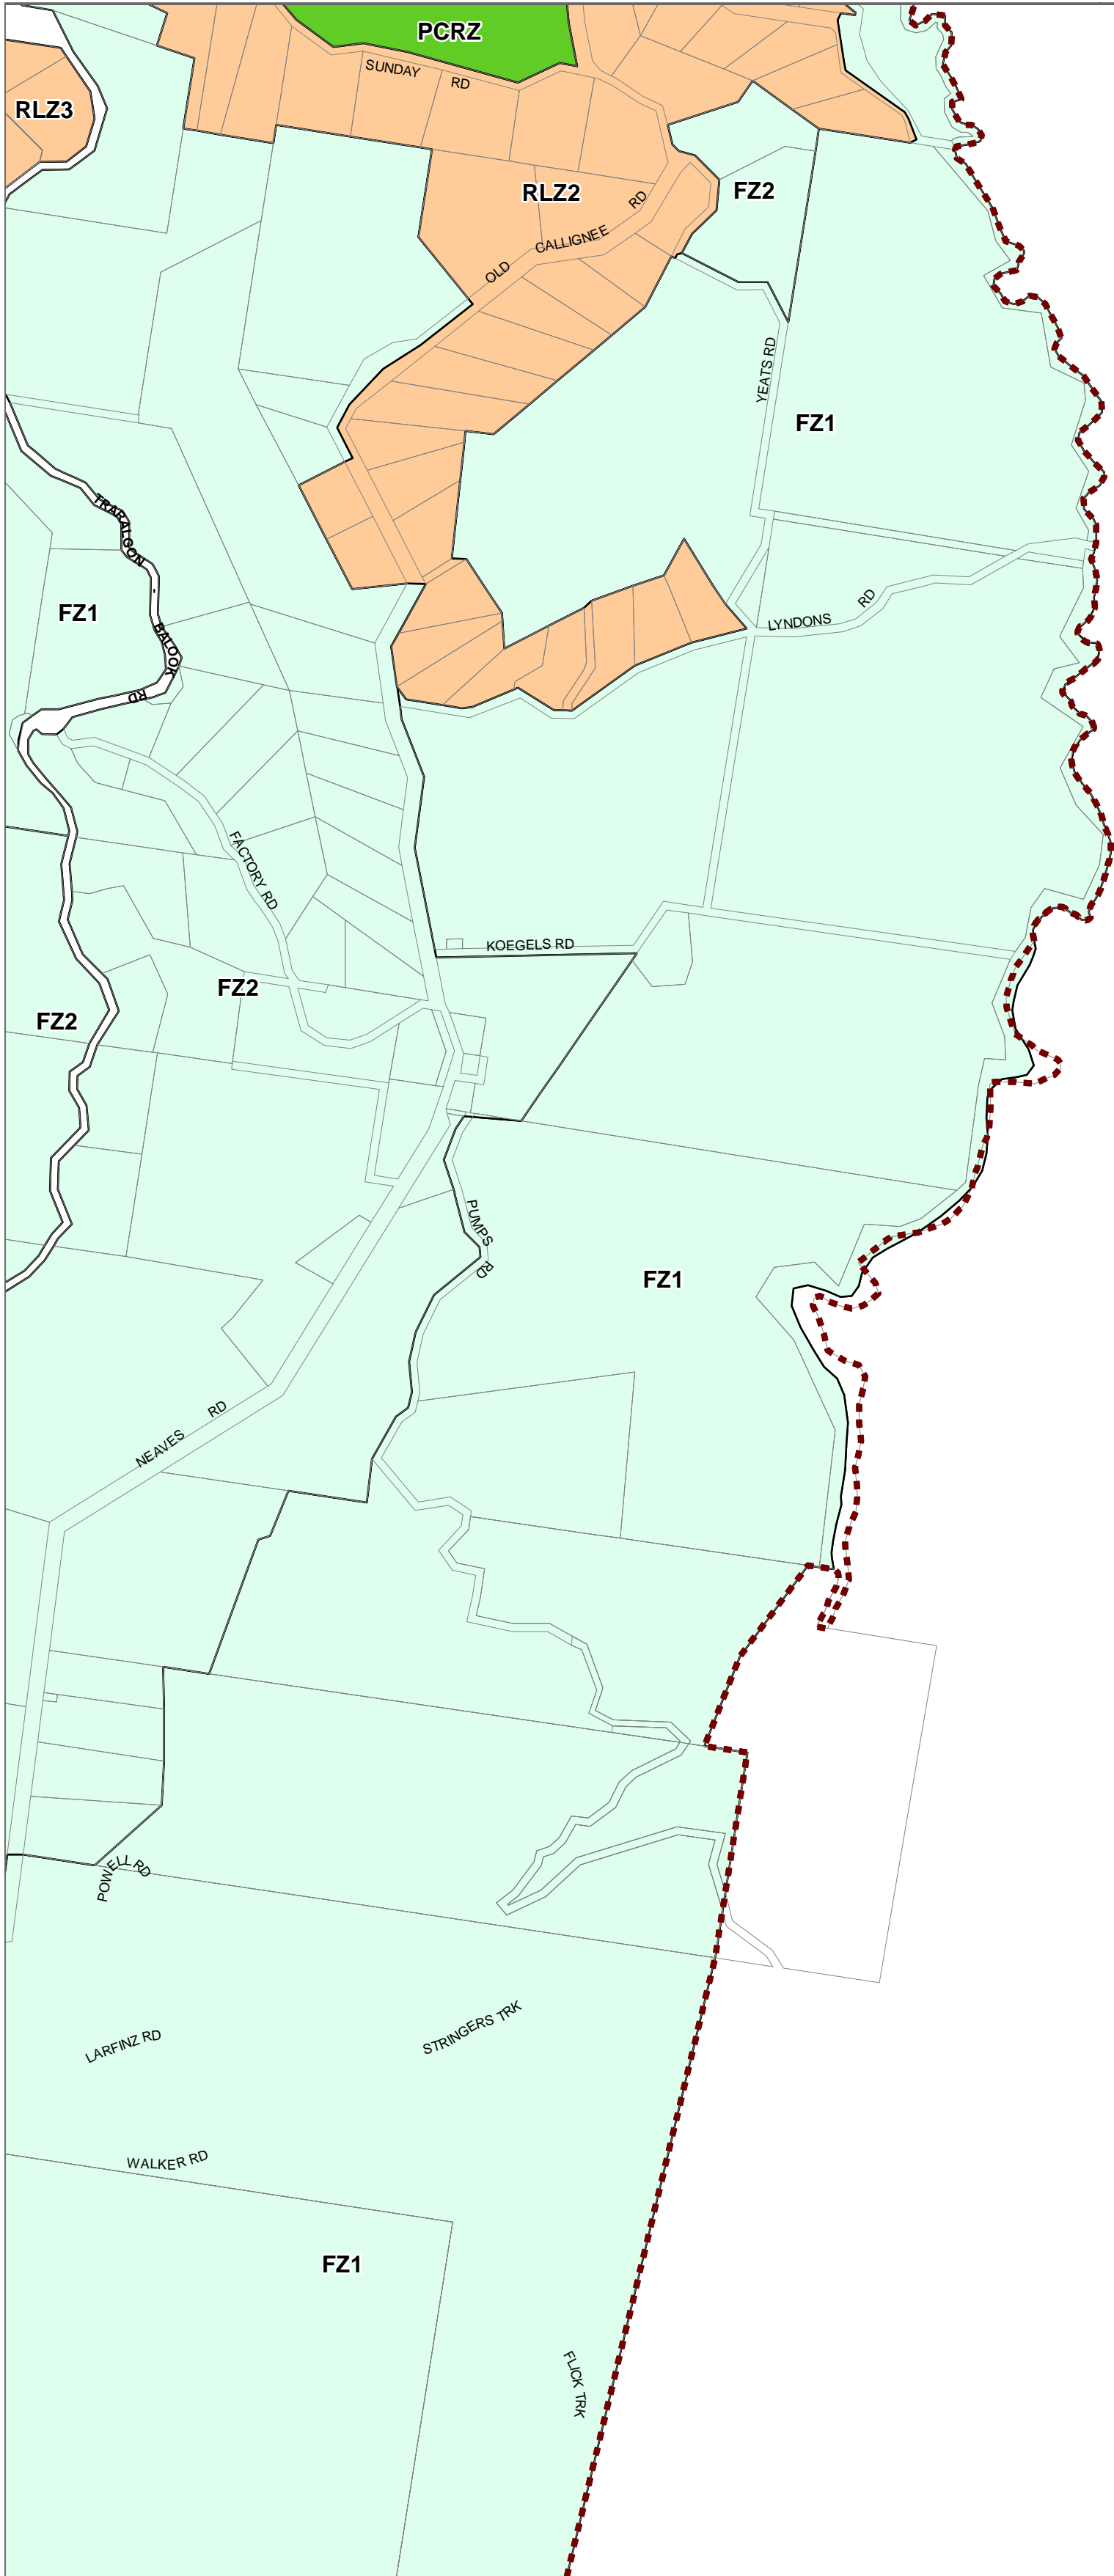 PCRZ
SUNDAY RD
RLZ3
RLZ2
FZ2
OLD CALLIGNEE RD
YEATS RD
FZ1
TRARALGON - BALOOK RD
FZ1
LYNDONS RD
FACTORY RD
KOEGELS RD
FZ2
FZ2
PUMPS RD
FZ1
NEAVES RD
POWELL RD
STRINGERS TRK
LARFINZ RD
WALKER RD
FZ1
FLICK TRK